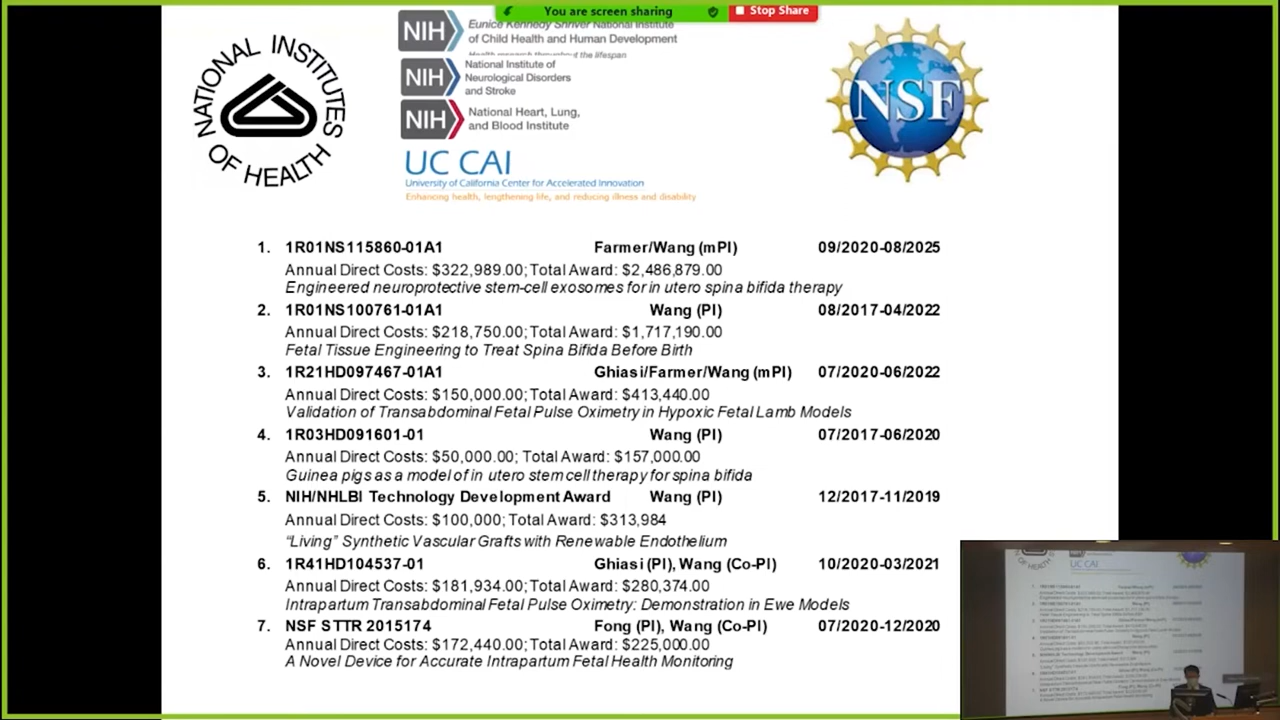 You are screen sharing
Stop Share
NATIONAL INSTITUTES
OF HEALTH
NIH
Eunice Kennedy Shriver National Institute
of Child Health and Human Development
Health research throughout the lifespan
NIH
National Institute of
Neurological Disorders
and Stroke
NIH
National Heart, Lung,
and Blood Institute
UC CAI
University of California Center for Accelerated Innovation
Enhancing health, lengthening life, and reducing illness and disability
NSF
1. 1R01NS115860-01A1 Farmer/Wang (mPI) 09/2020-08/2025
Annual Direct Costs: $322,989.00; Total Award: $2,486,879.00
Engineered neuroprotective stem-cell exosomes for in utero spina bifida therapy
2. 1R01NS100761-01A1 Wang (PI) 08/2017-04/2022
Annual Direct Costs: $218,750.00; Total Award: $1,717,190.00
Fetal Tissue Engineering to Treat Spina Bifida Before Birth
3. 1R21HD097467-01A1 Ghiasi/Farmer/Wang (mPI) 07/2020-06/2022
Annual Direct Costs: $150,000.00; Total Award: $413,440.00
Validation of Transabdominal Fetal Pulse Oximetry in Hypoxic Fetal Lamb Models
4. 1R03HD091601-01 Wang (PI) 07/2017-06/2020
Annual Direct Costs: $50,000.00; Total Award: $157,000.00
Guinea pigs as a model of in utero stem cell therapy for spina bifida
5. NIH/NHLBI Technology Development Award Wang (PI) 12/2017-11/2019
Annual Direct Costs: $100,000; Total Award: $313,984
“Living” Synthetic Vascular Grafts with Renewable Endothelium
6. 1R41HD104537-01 Ghiasi (PI), Wang (Co-PI) 10/2020-03/2021
Annual Direct Costs: $181,934.00; Total Award: $280,374.00
Intrapartum Transabdominal Fetal Pulse Oximetry: Demonstration in Ewe Models
7. NSF STTR 2013174 Fong (PI), Wang (Co-PI) 07/2020-12/2020
Annual Direct Costs: $172,440.00; Total Award: $225,000.00
A Novel Device for Accurate Intrapartum Fetal Health Monitoring
UC CAI